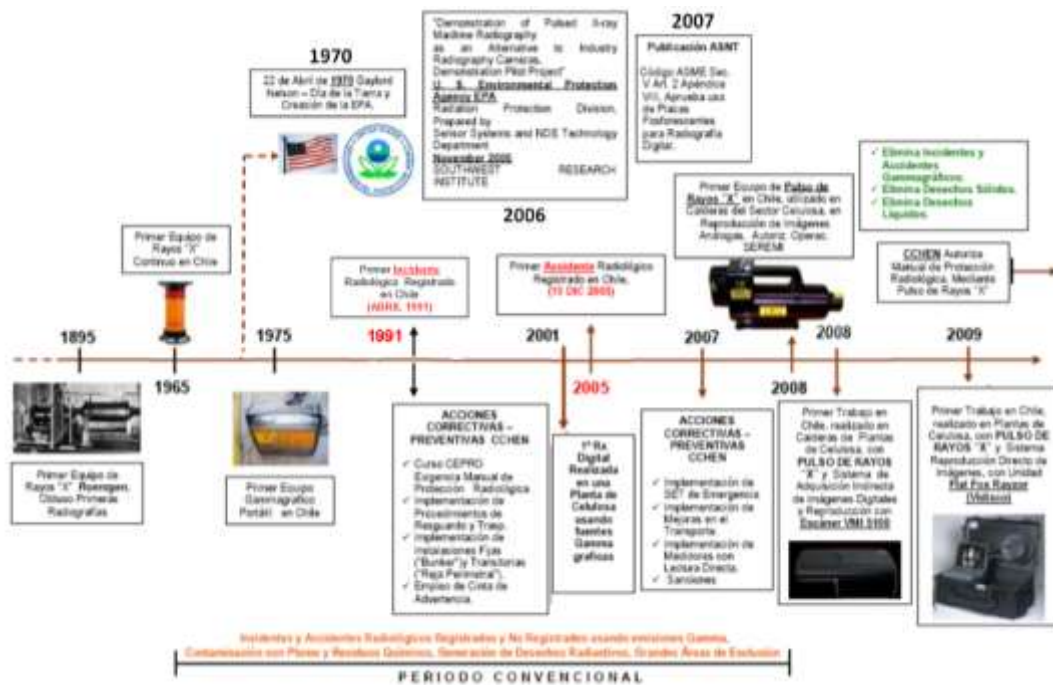 1970
22 de Abril de 1970 Gaylord
Nelson – Día de la Tierra y
Creación de la EPA.
"Demonstration of Pulsed X-ray
Machine Radiography
as an Alternative to Industry
Radiography Cameras,
Demonstration Pilot Project"
U. S. Environmental Protection
Agency EPA
Radiation Protection Division,
Prepared by
Sensor Systems and NDS Technology
Department
November 2006
SOUTHWEST RESEARCH
INSTITUTE
2006
2007
Publicación ASNT
Código ASME Sec.
V Art. 2 Apéndice
VIII, Aprueba uso
de Placas
Fosforescentes
para Radiografía
Digital.
Primer Equipo de
Rayos "X"
Continuo en Chile
Primer Incidente
Radiológico Registrado
en Chile
(ABRIL 1991)
Primer Accidente Radiológico
Registrado en Chile,
DIC 2005)
Primer Equipo de Pulso de
Rayos "X" en Chile, utilizado en
Calderas del Sector Celulosa, en
Reproducción de Imágenes
Análogas, Autoriz. Operac.
SEREMI
✓ Elimina Incidentes y
Accidentes
Gammagráficos.
✓ Elimina Desechos Sólidos.
✓ Elimina Desechos
Líquidos.
CCHEN Autoriza
Manual de Protección
Radiológica, Mediante
Pulso de Rayos "X"
1895
1965
1975
1991
2001
2005
2007
2008
2008
2009
Primer Equipo de
Rayos "X" Roentgen,
Obtuvo Primeras
Radiografías
Primer Equipo
Gammagráfico
Portátil en Chile
ACCIONES
CORRECTIVAS –
PREVENTIVAS CCHEN
✓ Curso CEPRO
Exigencia Manual de
Protección Radiológica
✓ Implementación de
Procedimientos de
Resguardo y Transp.
✓ Implementación de
Instalaciones Fijas
("Bunker") y Transitorias
("Reja Perimetral").
✓ Empleo de Cinta de
Advertencia.
1º Rx
Digital
Realizada
en una
Planta de
Celulosa
usando
fuentes
Gamma
graficas
ACCIONES
CORRECTIVAS – PREVENTIVAS
CCHEN
✓ Implementación de
SET de Emergencia
✓ Implementación de
Mejoras en el
Transporte.
✓ Implementación de
Medidores con
Lectura Directa.
✓ Sanciones
Primer Trabajo en
Chile, realizado en
Calderas de Plantas
de Celulosa, con
PULSO DE RAYOS
"X" y Sistema de
Adquisición Indirecta
de Imágenes Digitales
y Reproducción con
Escáner VMI 5100
Primer Trabajo en Chile,
realizado en Plantas de
Celulosa, con PULSO DE
RAYOS "X" y Sistema
Reproducción Directo de
Imágenes, con Unidad
Flat Fox Rayzor
(Vidisco)
Incidentes y Accidentes Radiológicos Registrados y No Registrados usando emisiones Gamma,
Contaminación con Plomo y Residuos Químicos, Generación de Desechos Radiactivos, Grandes Áreas de Exclusión
PERIODO CONVENCIONAL